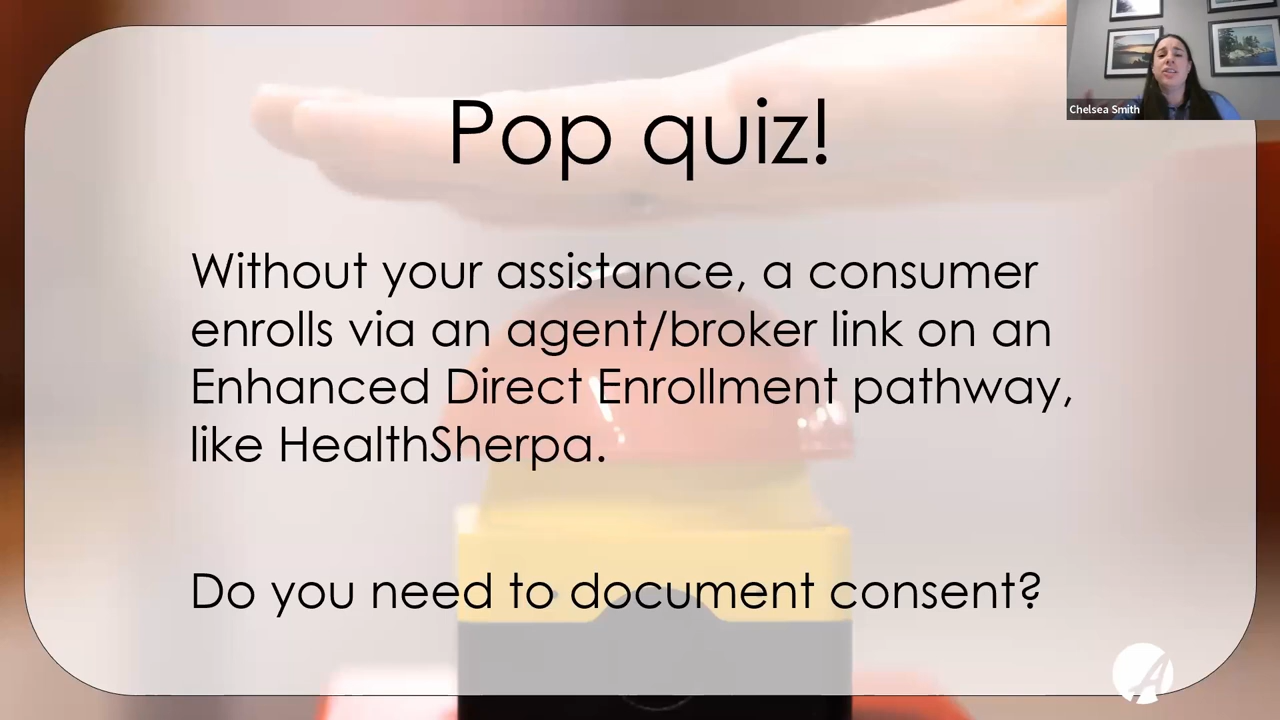 Chelsea Smith
Pop quiz!
Without your assistance, a consumer
enrolls via an agent/broker link on an
Enhanced Direct Enrollment pathway,
like HealthSherpa.
Do you need to document consent?